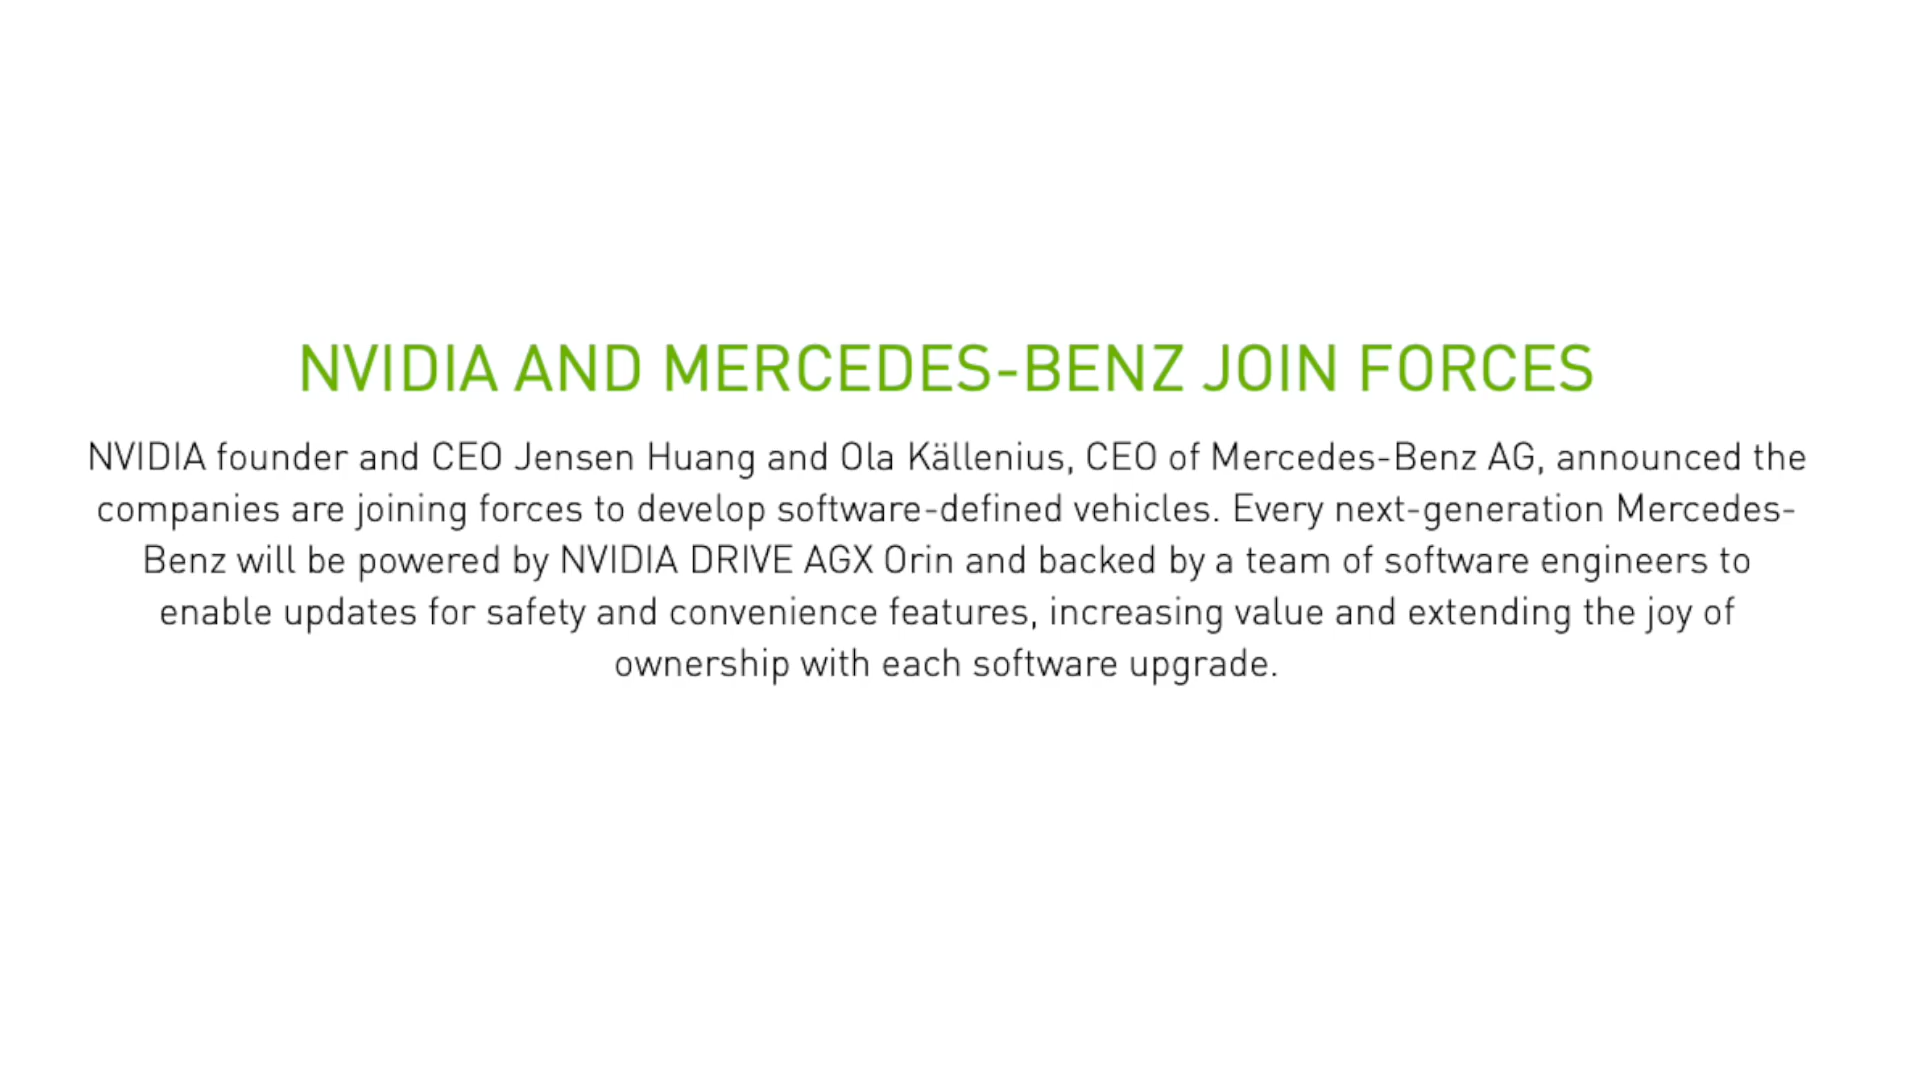 NVIDIA AND MERCEDES-BENZ JOIN FORCES
NVIDIA founder and CEO Jensen Huang and Ola Källenius, CEO of Mercedes-Benz AG, announced the
companies are joining forces to develop software-defined vehicles. Every next-generation Mercedes-
Benz will be powered by NVIDIA DRIVE AGX Orin and backed by a team of software engineers to
enable updates for safety and convenience features, increasing value and extending the joy of
ownership with each software upgrade.